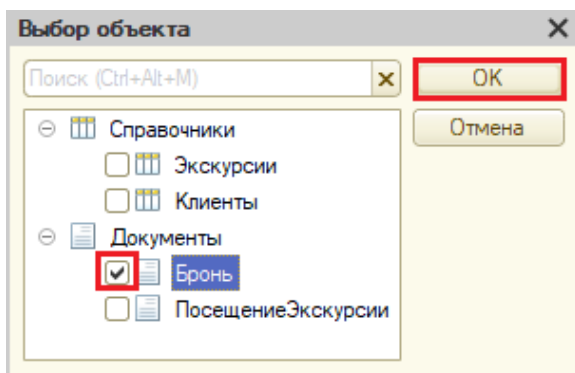 Выбор объекта
Поиск (Ctrl+Alt+M)
OK
Справочники
Отмена
Экскурсии
Клиенты
Документы
Бронь
ПосещениеЭкскурсии